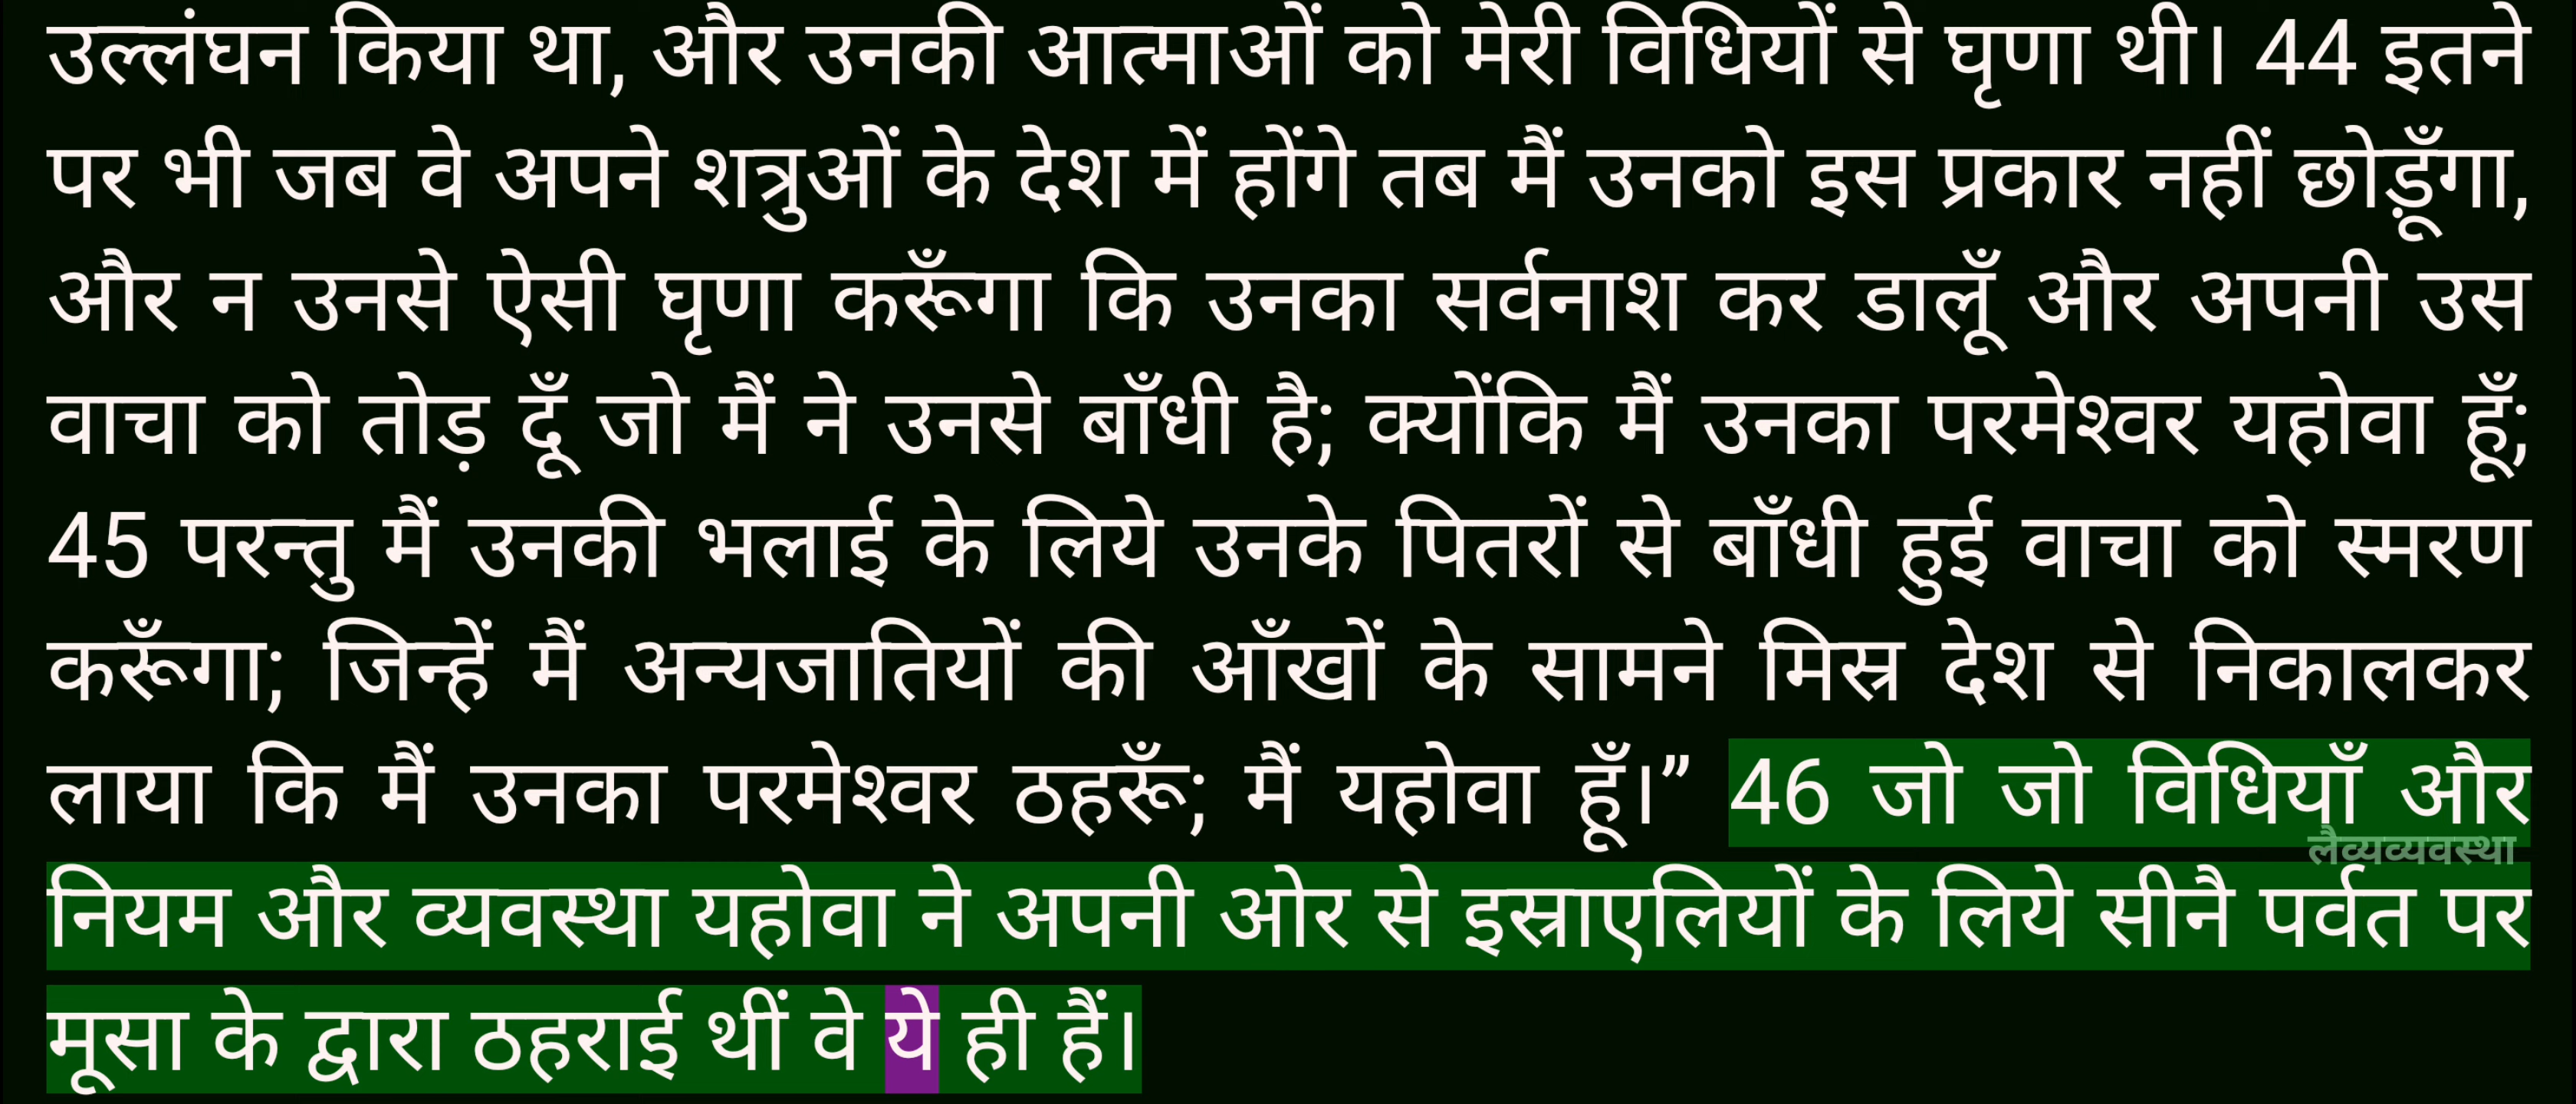 उल्लंघन किया था, और उनकी आत्माओं को मेरी विधियों से घृणा थी। 44 इतने
पर भी जब वे अपने शत्रुओं के देश में होंगे तब मैं उनको इस प्रकार नहीं छोड़ूँगा,
और न उनसे ऐसी घृणा करूँगा कि उनका सर्वनाश कर डालूँ और अपनी उस
वाचा को तोड़ दूँ जो मैं ने उनसे बाँधी है; क्योंकि मैं उनका परमेश्वर यहोवा हूँ;
45 परन्तु मैं उनकी भलाई के लिये उनके पितरों से बाँधी हुई वाचा को स्मरण
करूँगा; जिन्हें मैं अन्यजातियों की आँखों के सामने मिस्र देश से निकालकर
लाया कि मैं उनका परमेश्वर ठहरूँ; मैं यहोवा हूँ।” 46 जो जो विधियाँ और
लैव्यव्यवस्था
नियम और व्यवस्था यहोवा ने अपनी ओर से इस्राएलियों के लिये सीनै पर्वत पर
मूसा के द्वारा ठहराई थीं वे ये ही हैं।